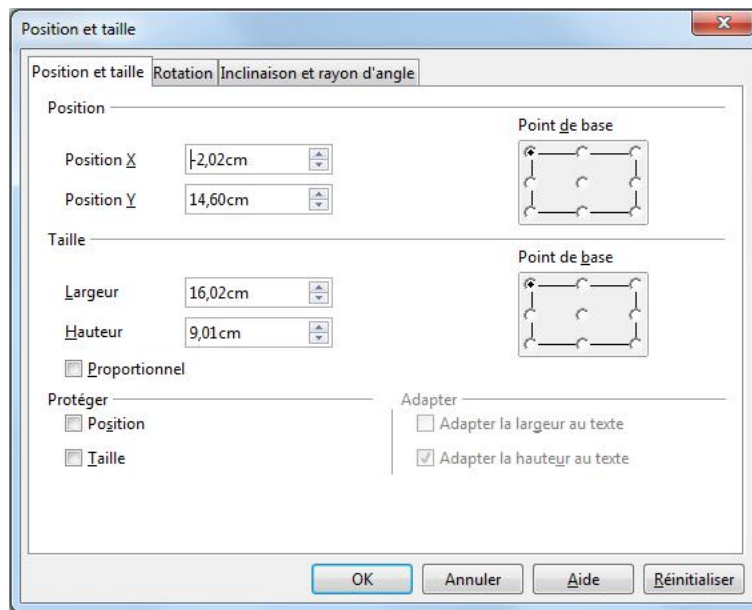 Position et taille
Position et taille Rotation Inclinaison et rayon d'angle
Position
Point de base
Position X -2,02cm
Position Y 14,60cm
Taille
Point de base
Largeur 16,02cm
Hauteur 9,01cm
Proportionnel
Protéger Adapter
Position Adapter la largeur au texte
Taille Adapter la hauteur au texte
OK Annuler Aide Réinitialiser